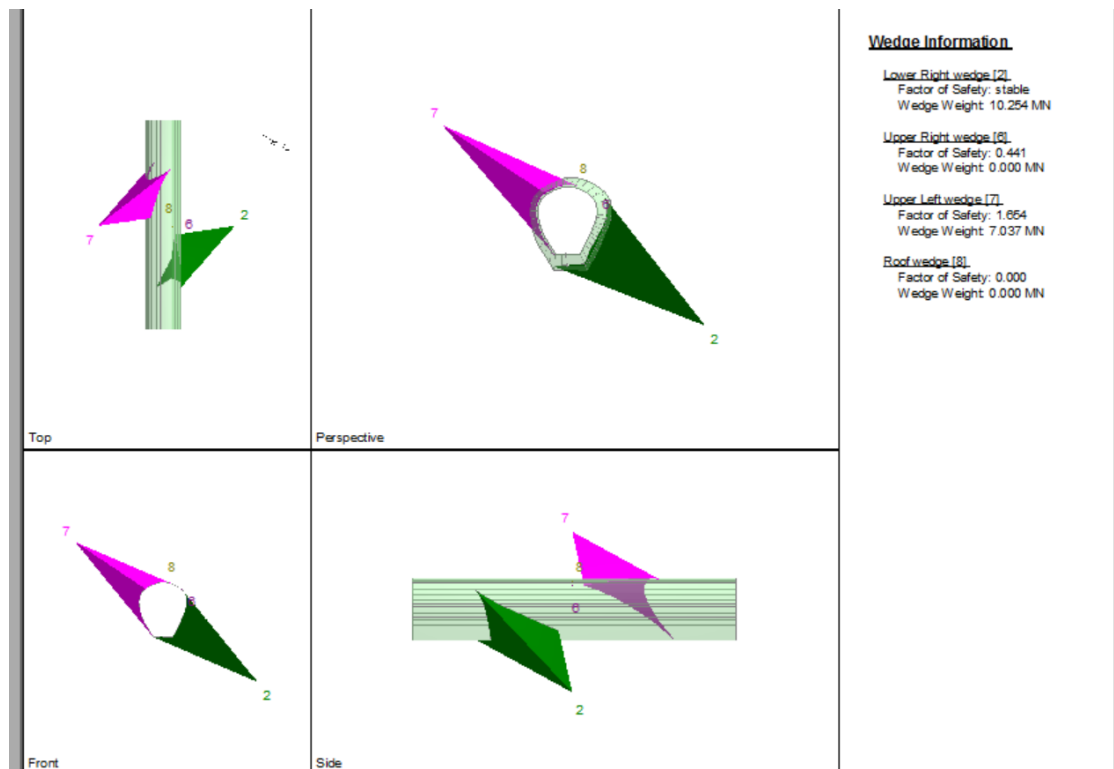 7
8
6
2
7
Top
7
8
6
2
Perspective
7
8
2
Front
7
8
6
2
Side
Wedge Information
Lower Right wedge [2]
Factor of Safety: stable
Wedge Weight: 10.254 MN
Upper Right wedge [6]
Factor of Safety: 0.441
Wedge Weight: 0.000 MN
Upper Left wedge [7]
Factor of Safety: 1.654
Wedge Weight: 7.037 MN
Roof wedge [8]
Factor of Safety: 0.000
Wedge Weight: 0.000 MN